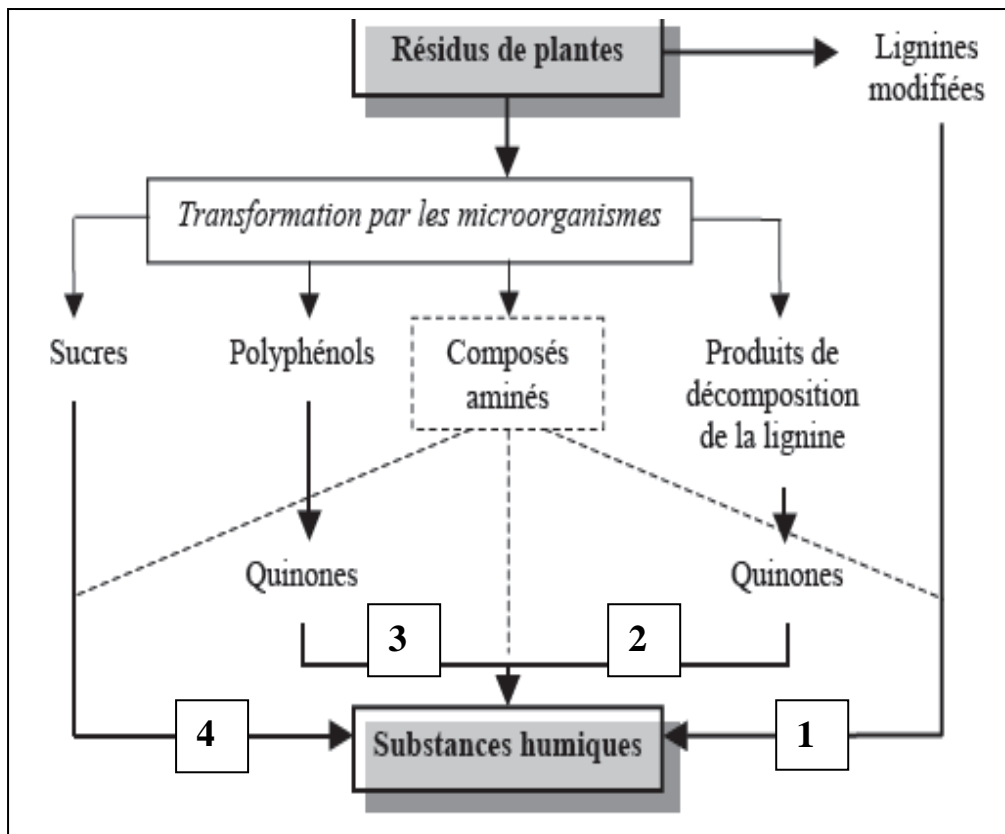 Résidus de plantes
Lignines
modifiées
Transformation par les microorganismes
Sucres
Polyphénols
Composés
aminés
Produits de
décomposition
de la lignine
Quinones
Quinones
3
2
4
Substances humiques
1